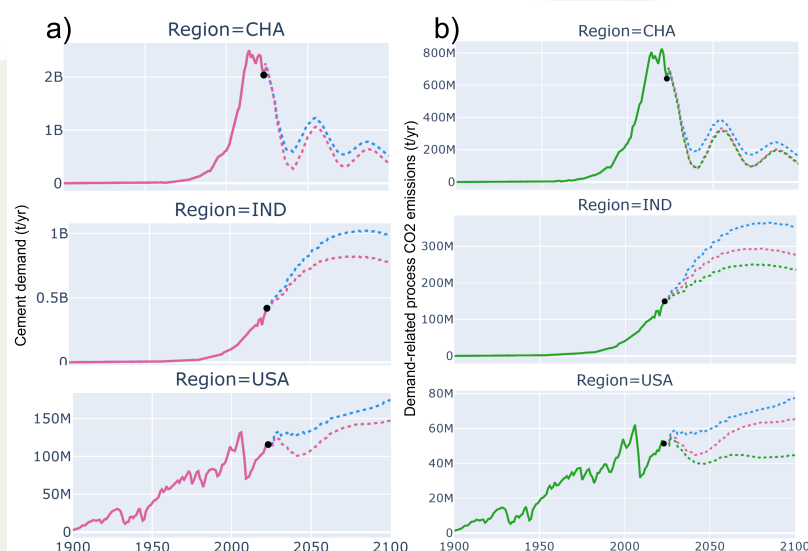 a)
Region=CHA
2B
1B
0
Region=IND
1B
0.5B
0
Region=USA
150M
100M
50M
0
1900
1950
2000
2050
2100
Cement demand (t/yr)
b)
Region=CHA
800M
600M
400M
200M
0
Region=IND
300M
200M
100M
0
Region=USA
80M
60M
40M
20M
0
1900
1950
2000
2050
2100
Demand-related process CO2 emissions (t/yr)